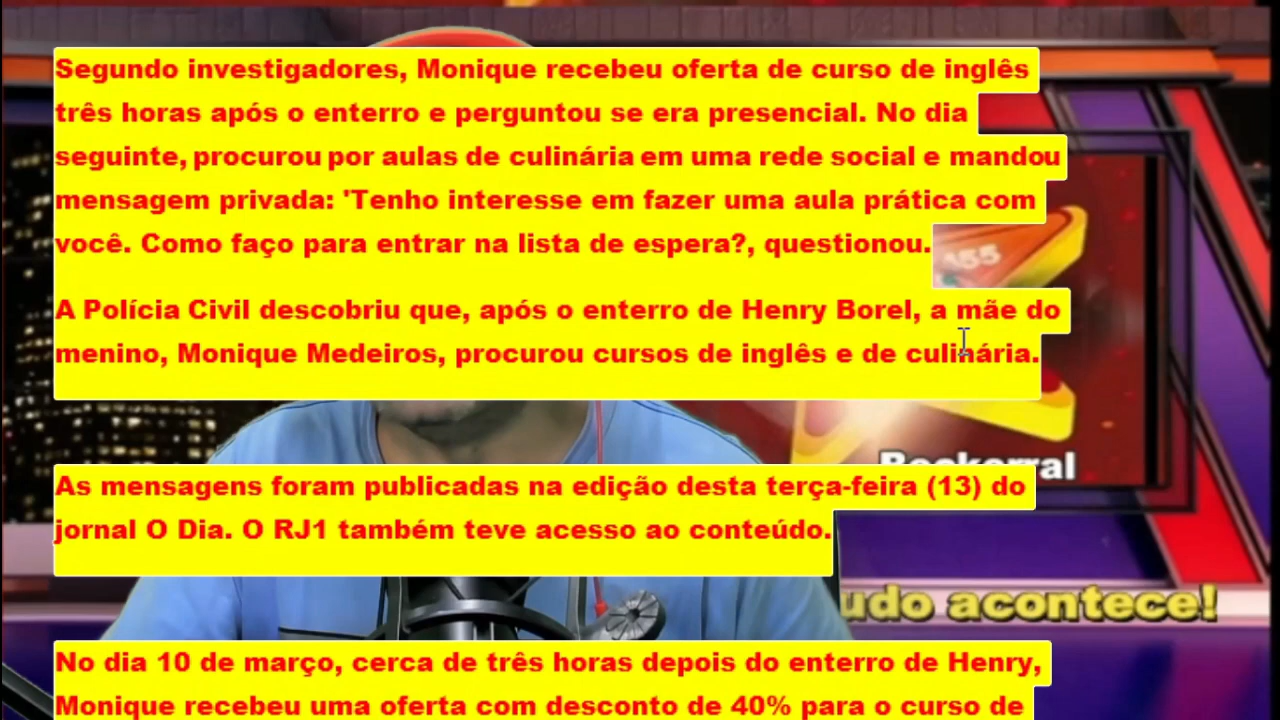 Segundo investigadores, Monique recebeu oferta de curso de inglês
três horas após o enterro e perguntou se era presencial. No dia
seguinte, procurou por aulas de culinária em uma rede social e mandou
mensagem privada: 'Tenho interesse em fazer uma aula prática com
você. Como faço para entrar na lista de espera?, questionou.
155
A Polícia Civil descobriu que, após o enterro de Henry Borel, a mãe do
menino, Monique Medeiros, procurou cursos de inglês e de culinária.
As mensagens foram publicadas na edição desta terça-feira (13) do
jornal O Dia. O RJ1 também teve acesso ao conteúdo.
udo acontece!
No dia 10 de março, cerca de três horas depois do enterro de Henry,
Monique recebeu uma oferta com desconto de 40% para o curso de